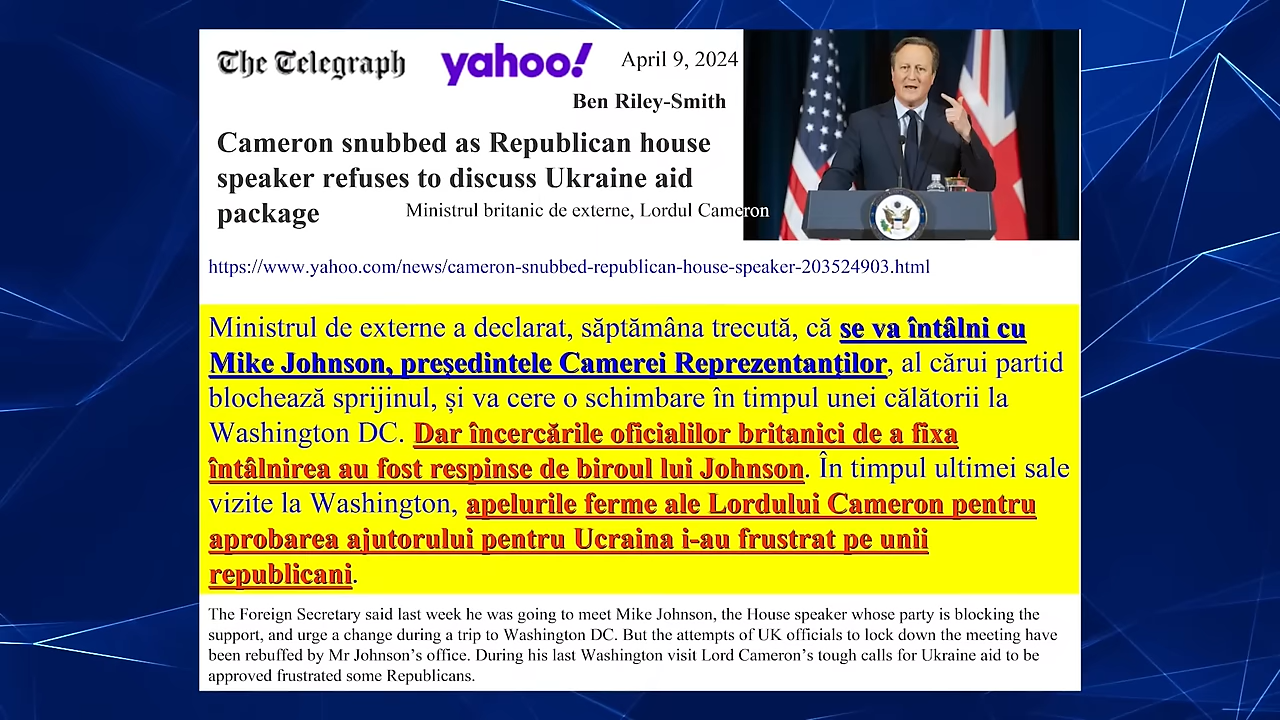 The Telegraph yahoo! April 9, 2024
Ben Riley-Smith
Cameron snubbed as Republican house
speaker refuses to discuss Ukraine aid
package
Ministrul britanic de externe, Lordul Cameron
https://www.yahoo.com/news/cameron-snubbed-republican-house-speaker-203524903.html
Ministrul de externe a declarat, săptămâna trecută, că se va întâlni cu
Mike Johnson, președintele Camerei Reprezentanților, al cărui partid
blochează sprijinul, și va cere o schimbare în timpul unei călătorii la
Washington DC. Dar încercările oficialilor britanici de a fixa
întâlnirea au fost respinse de biroul lui Johnson. În timpul ultimei sale
vizite la Washington, apelurile ferme ale Lordului Cameron pentru
aprobarea ajutorului pentru Ucraina i-au frustrat pe unii
republicani.
The Foreign Secretary said last week he was going to meet Mike Johnson, the House speaker whose party is blocking the
support, and urge a change during a trip to Washington DC. But the attempts of UK officials to lock down the meeting have
been rebuffed by Mr Johnson's office. During his last Washington visit Lord Cameron's tough calls for Ukraine aid to be
approved frustrated some Republicans.